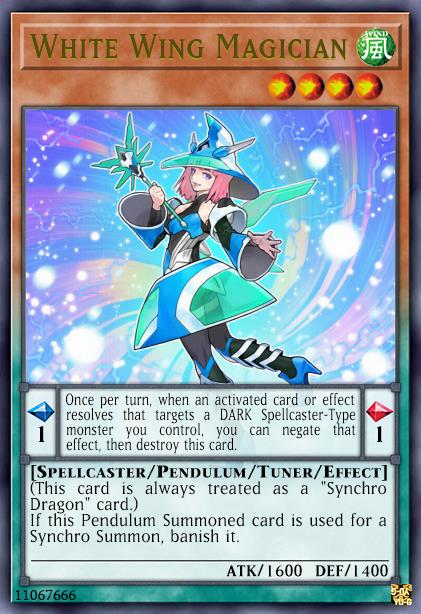 WHITE WING MAGICIAN
WIND
風
Once per turn, when an activated card or effect
resolves that targets a DARK Spellcaster-Type
monster you control, you can negate that
effect, then destroy this card.
1
1
[SPELLCASTER/PENDULUM/TUNER/EFFECT]
(This card is always treated as a "Synchro
Dragon" card.)
If this Pendulum Summoned card is used for a
Synchro Summon, banish it.
ATK/1600 DEF/1400
11067666